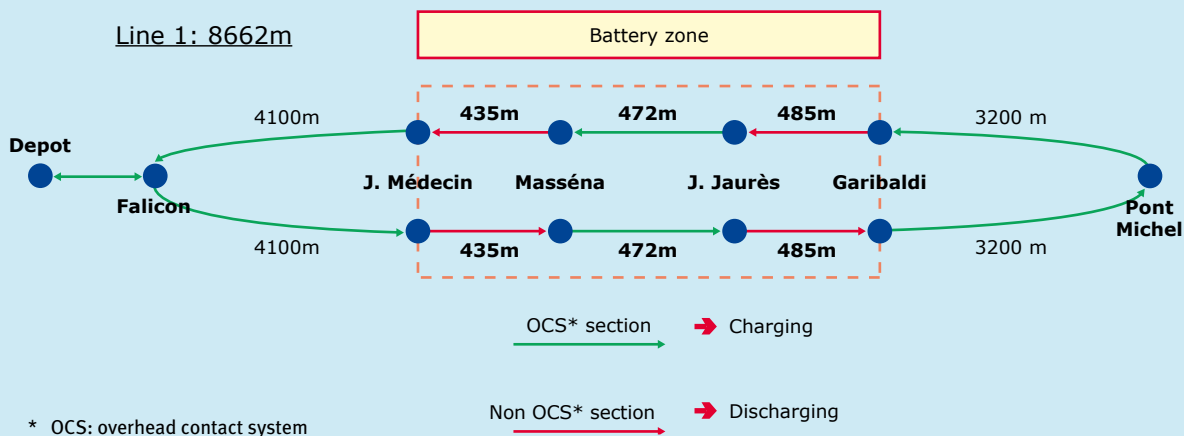 Line 1: 8662m
Battery zone
4100m
435m
472m
485m
3200 m
Depot
Falicon
J. Médecin
Masséna
J. Jaurès
Garibaldi
Pont
Michel
4100m
435m
472m
485m
3200 m
OCS* section
Charging
Non OCS* section
Discharging
* OCS: overhead contact system